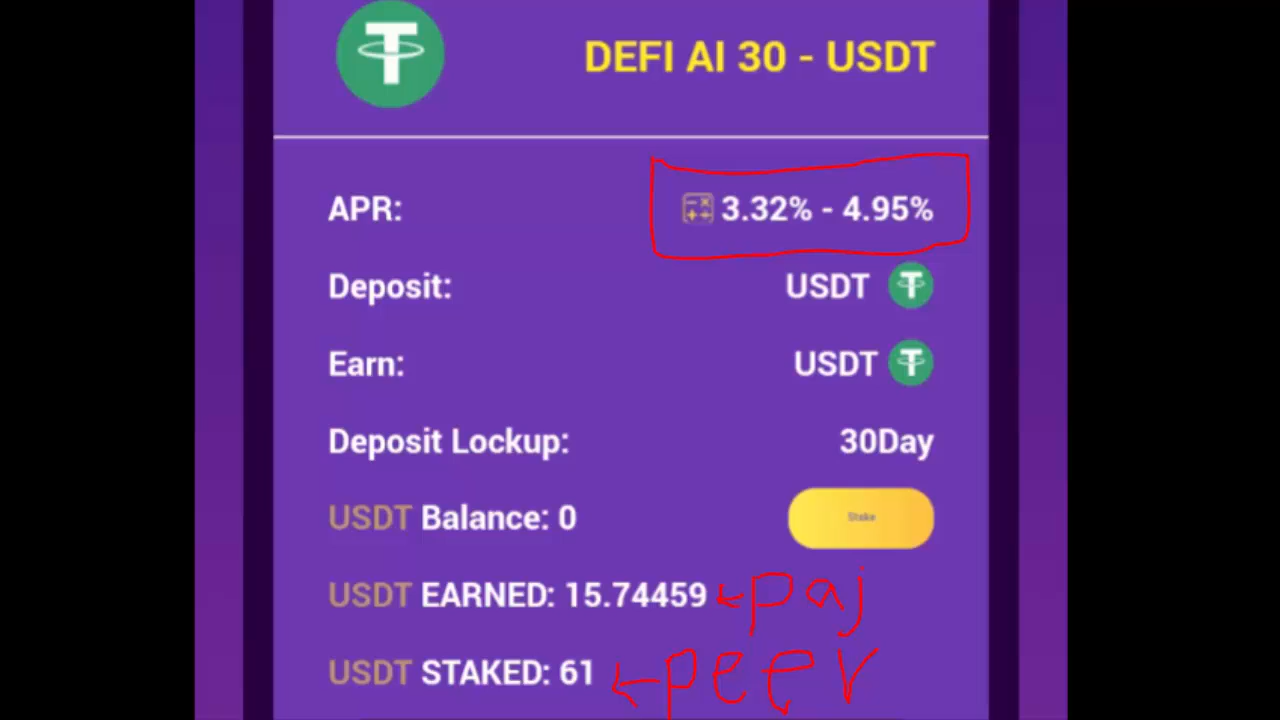 DEFI AI 30 - USDT
APR: 3.32% - 4.95%
Deposit: USDT
Earn: USDT
Deposit Lockup: 30Day
USDT Balance: 0 Stake
USDT EARNED: 15.74459 paj
USDT STAKED: 61 peer